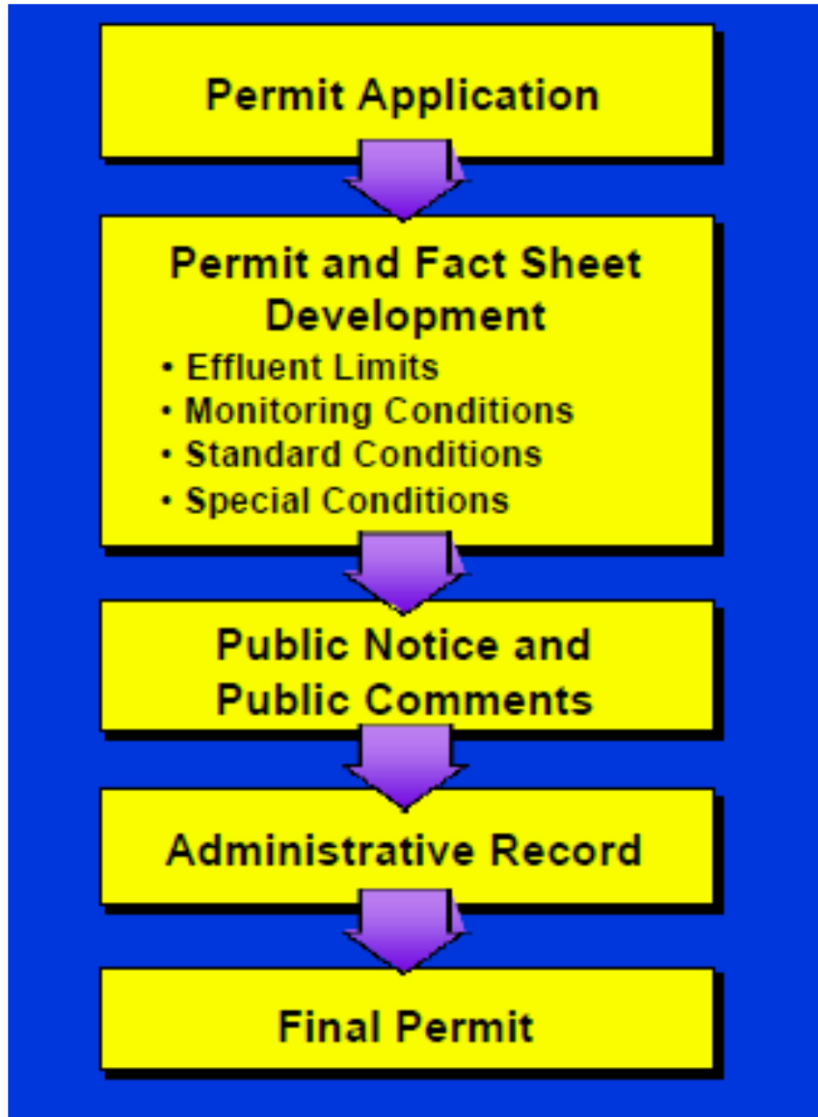 Permit Application
Permit and Fact Sheet
Development
• Effluent Limits
• Monitoring Conditions
• Standard Conditions
• Special Conditions
Public Notice and
Public Comments
Administrative Record
Final Permit